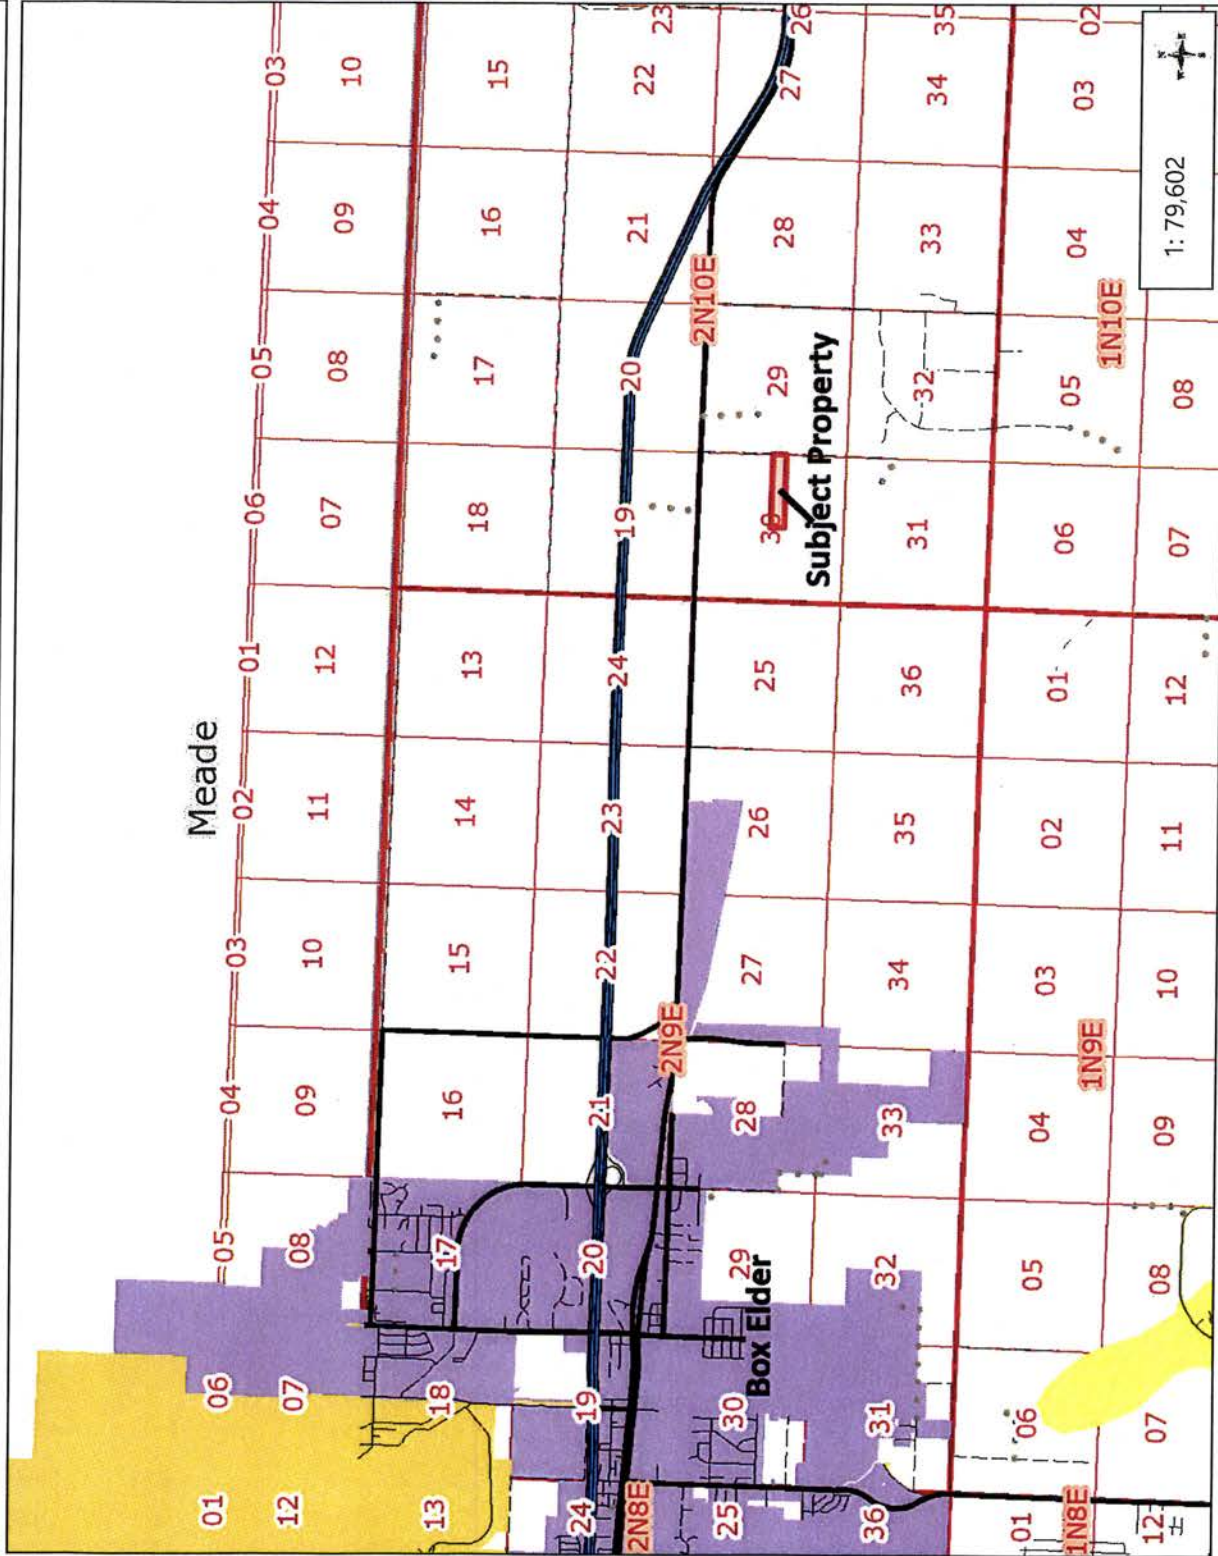 Meade
01 06 05 04 03 02 01 06 05 04 03
12 07 08 09 10 11 12 07 08 09 10
13 18 17 16 15 14 13 18 17 16 15
24 19 20 21 22 23 24 19 20 21 22 23
2N8E 2N9E 2N10E
25 30 29 28 27 26 25 30 29 28 27 26
Box Elder
Subject Property
36 31 32 33 34 35 36 31 32 33 34 35
01 06 05 04 03 02 01 06 05 04 03 02
1N8E 1N9E 1N10E
12 07 08 09 10 11 12 07 08
1: 79,602
N
W E
S